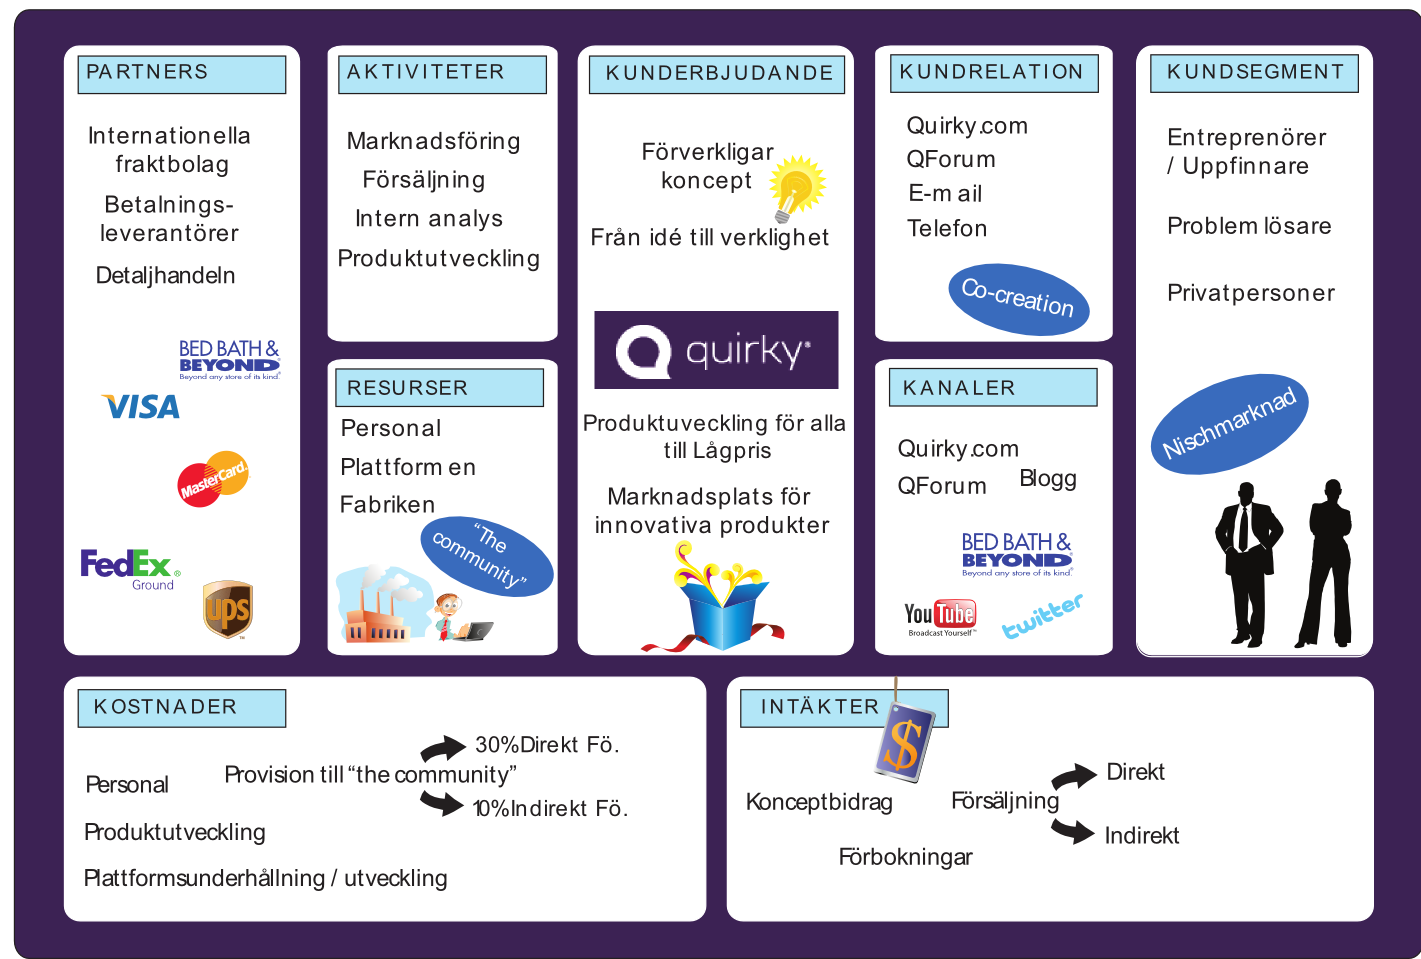 PARTNERS
Internationella
fraktbolag
Betalnings-
leverantörer
Detaljhandeln
BED BATH &
BEYOND®
Beyond any store of its kind.®
VISA
MasterCard
FedEx®
Ground
ups
TM
AKTIVITETER
Marknadsföring
Försäljning
Intern analys
Produktutveckling
RESURSER
Personal
Plattformen
Fabriken
“The
community”
KUNDERBJUDANDE
Förverkligar
koncept
Från idé till verklighet
quirky®
Produktuveckling för alla
till Lågpris
Marknadsplats för
innovativa produkter
KUNDRELATION
Quirky.com
QForum
E-mail
Telefon
Co-creation
KANALER
Quirky.com
QForum
Blogg
BED BATH &
BEYOND®
Beyond any store of its kind.®
YouTube
Broadcast Yourself™
twitter
KUNDSEGMENT
Entreprenörer
/ Uppfinnare
Problem lösare
Privatpersoner
Nischmarknad
KOSTNADER
Personal
Provision till “the community”
30%Direkt Fö.
10%Indirekt Fö.
Produktutveckling
Plattformsunderhållning / utveckling
INTÄKTER
$
Konceptbidrag
Försäljning
Direkt
Indirekt
Förbokningar